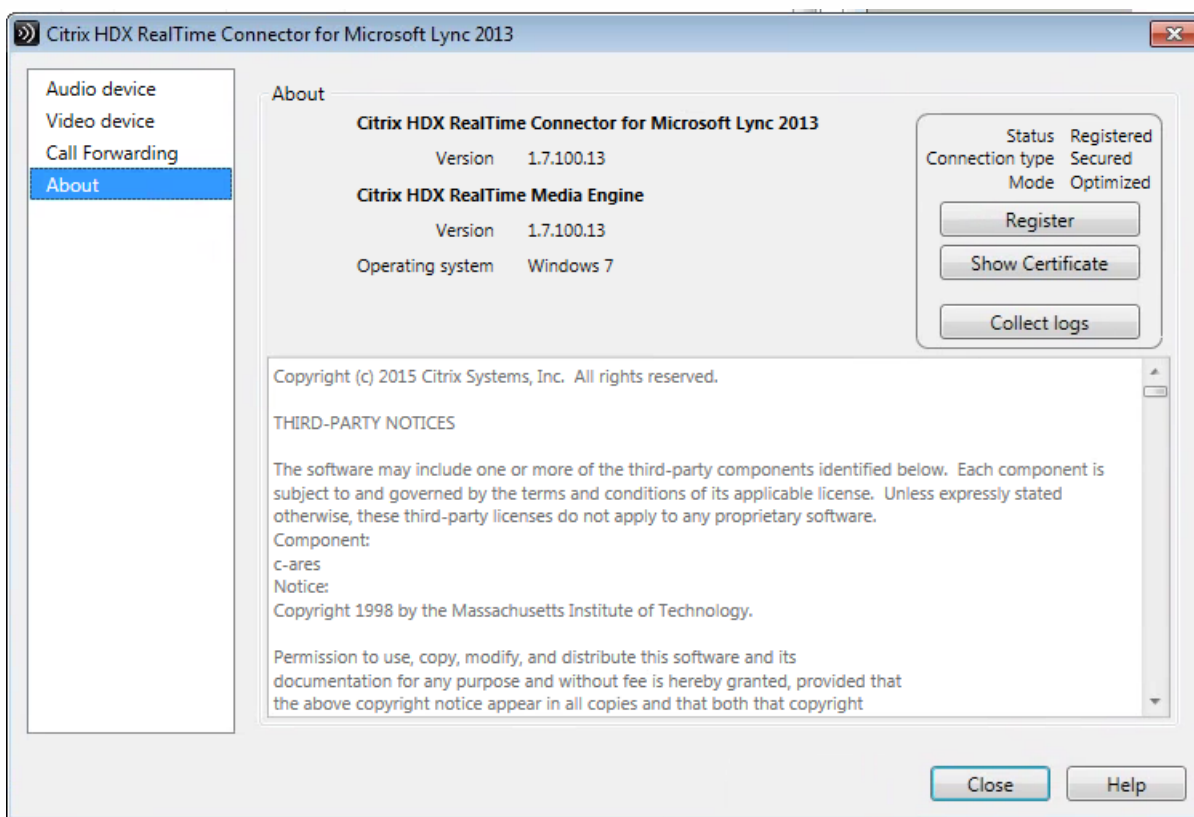 Citrix HDX RealTime Connector for Microsoft Lync 2013
Audio device
Video device
Call Forwarding
About
About
Citrix HDX RealTime Connector for Microsoft Lync 2013
Version 1.7.100.13
Citrix HDX RealTime Media Engine
Version 1.7.100.13
Operating system Windows 7
Status Registered
Connection type Secured
Mode Optimized
Register
Show Certificate
Collect logs
Copyright (c) 2015 Citrix Systems, Inc. All rights reserved.
THIRD-PARTY NOTICES
The software may include one or more of the third-party components identified below. Each component is
subject to and governed by the terms and conditions of its applicable license. Unless expressly stated
otherwise, these third-party licenses do not apply to any proprietary software.
Component:
c-ares
Notice:
Copyright 1998 by the Massachusetts Institute of Technology.
Permission to use, copy, modify, and distribute this software and its
documentation for any purpose and without fee is hereby granted, provided that
the above copyright notice appear in all copies and that both that copyright
Close
Help